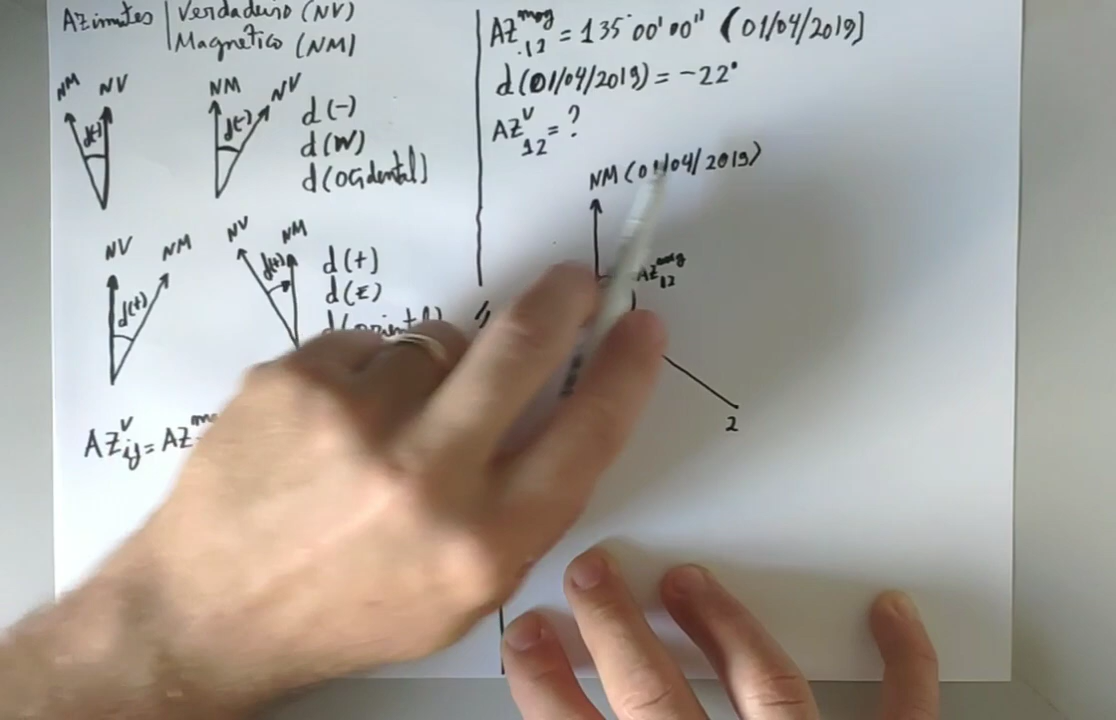 Azimutes
Verdadeiro (NV)
Magnético (NM)
NM NV
d(-)
NM NV
d(-)
d(-)
d(W)
d(ocidental)
NV NM
d(+)
NV NM
d(+)
d(+)
d(E)
d(oriental)
AZ^v_ij = AZ
AZ^mag_12 = 135°00'00" (01/04/2019)
d(01/04/2019) = -22°
AZ^v_12 = ?
NM (01/04/2019)
AZ^mag_12
2